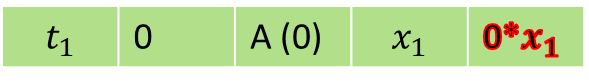 t₁ 0 A (0) x₁ 0*x₁